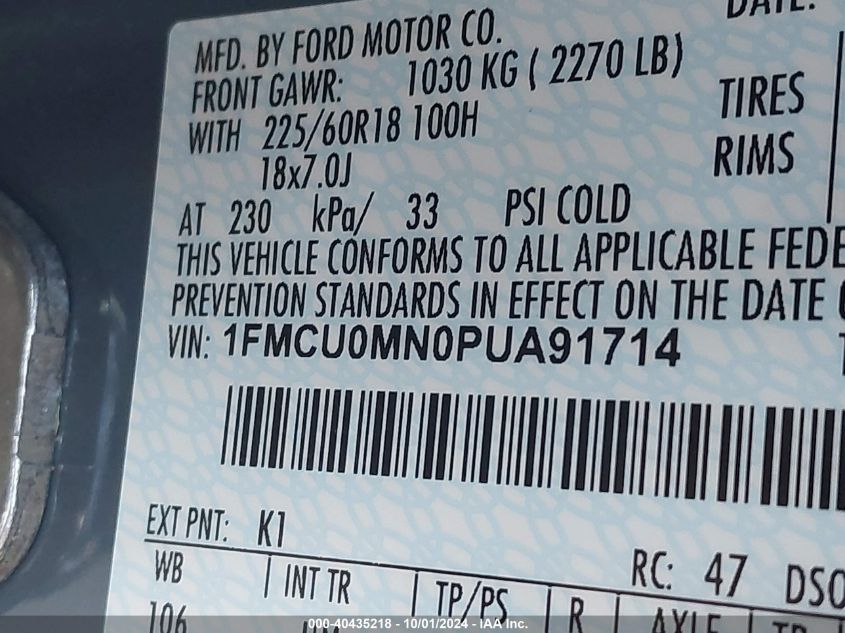 DATE:
MFD. BY FORD MOTOR CO.
FRONT GAWR: 1030 KG ( 2270 LB)
WITH 225/60R18 100H TIRES
18x7.0J RIMS
AT 230 kPa/ 33 PSI COLD
THIS VEHICLE CONFORMS TO ALL APPLICABLE FEDE
PREVENTION STANDARDS IN EFFECT ON THE DATE
VIN: 1FMCU0MN0PUA91714
EXT PNT: K1
RC: 47 DSO
WB INT TR TP/PS R AXLE TR
106
000-40435218 - 10/01/2024 - IAA Inc.